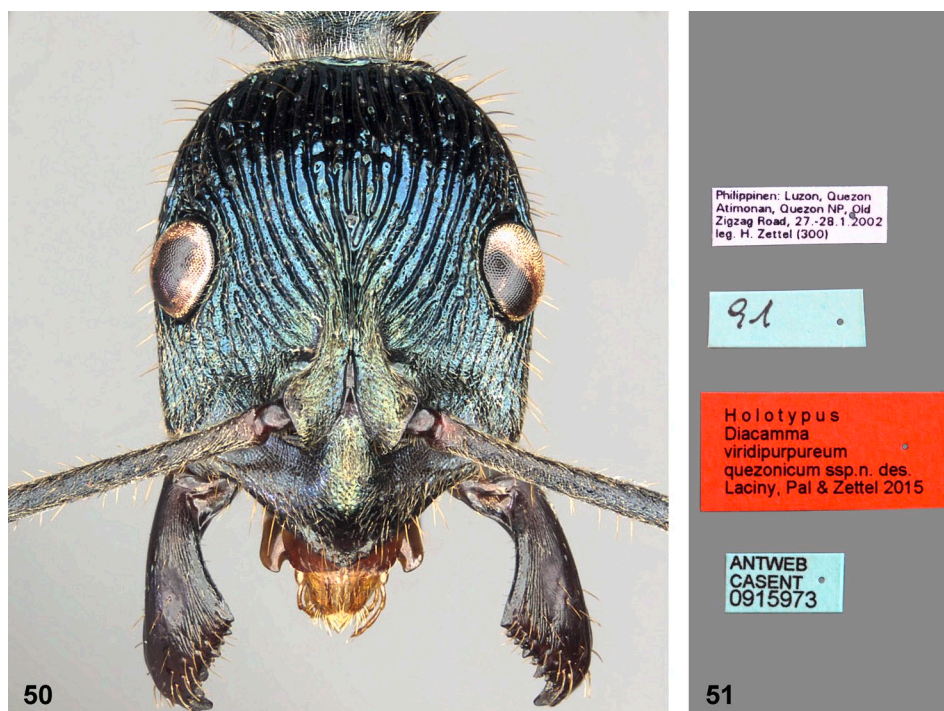 Philippinen: Luzon, Quezon
Atimonan, Quezon NP, Old
Zigzag Road, 27.-28.1.2002
leg. H. Zettel (300)
Holotypus
Diacamma
viridipurpureum
quezonicum ssp.n. des.
Laciny, Pal & Zettel 2015
ANTWEB
CASENT
0915973
50
51